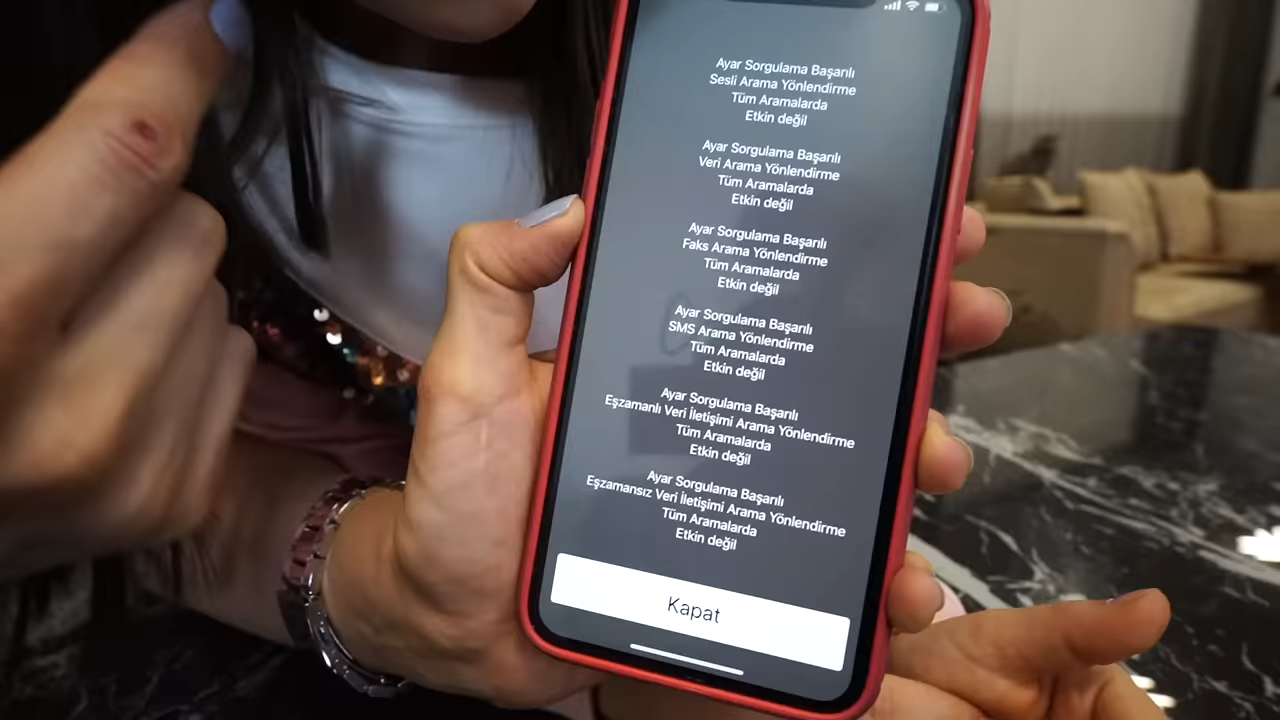 Ayar Sorgulama Başarılı
Sesli Arama Yönlendirme
Tüm Aramalarda
Etkin değil
Ayar Sorgulama Başarılı
Veri Arama Yönlendirme
Tüm Aramalarda
Etkin değil
Ayar Sorgulama Başarılı
Faks Arama Yönlendirme
Tüm Aramalarda
Etkin değil
Ayar Sorgulama Başarılı
SMS Arama Yönlendirme
Tüm Aramalarda
Etkin değil
Ayar Sorgulama Başarılı
Eşzamanlı Veri İletişimi Arama Yönlendirme
Tüm Aramalarda
Etkin değil
Ayar Sorgulama Başarılı
Eşzamansız Veri İletişimi Arama Yönlendirme
Tüm Aramalarda
Etkin değil
Kapat